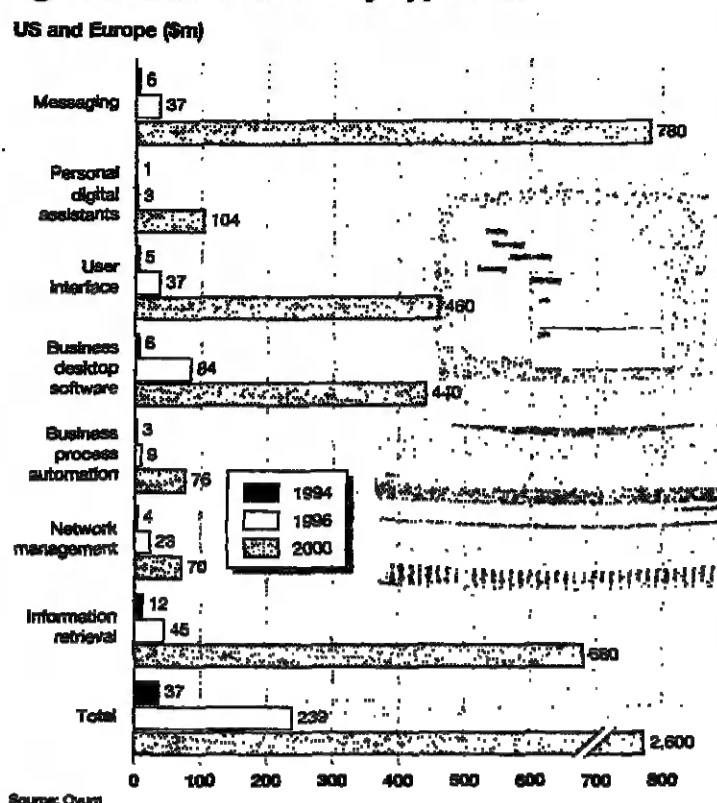 US and Europe ($m)
6
Messaging
37
780
Personal
digital
assistants
1
3
104
User
interface
5
37
460
Business
desktop
software
6
84
440
Business
process
automation
3
9
76
Network
management
4
23
70
1994
1996
2000
Information
retrieval
12
45
680
Total
37
239
2,600
0 100 200 300 400 500 600 700 800
Source: Ovum